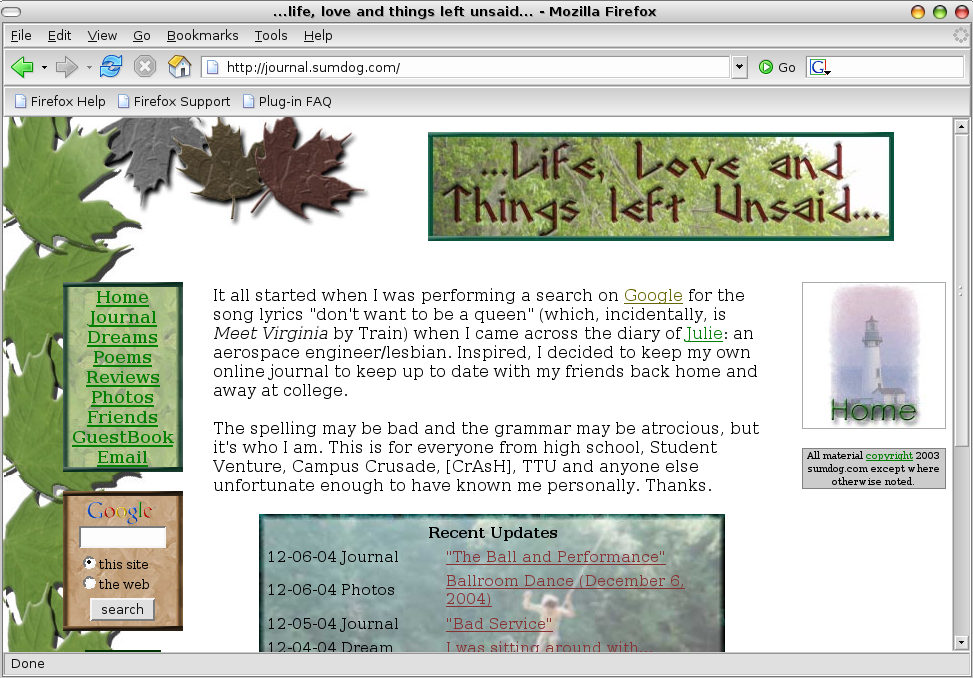 ...life, love and things left unsaid... - Mozilla Firefox
File Edit View Go Bookmarks Tools Help
http://journal.sumdog.com/ Go G
Firefox Help Firefox Support Plug-in FAQ
...Life, Love and
Things left Unsaid...
Home
Journal
Dreams
Poems
Reviews
Photos
Friends
GuestBook
Email
Google
this site
the web
search
It all started when I was performing a search on Google for the
song lyrics "don't want to be a queen" (which, incidentally, is
Meet Virginia by Train) when I came across the diary of Julie: an
aerospace engineer/lesbian. Inspired, I decided to keep my own
online journal to keep up to date with my friends back home and
away at college.
The spelling may be bad and the grammar may be atrocious, but
it's who I am. This is for everyone from high school, Student
Venture, Campus Crusade, [CrAsH], TTU and anyone else
unfortunate enough to have known me personally. Thanks.
Recent Updates
12-06-04 Journal "The Ball and Performance"
12-06-04 Photos Ballroom Dance (December 6,
2004)
12-05-04 Journal "Bad Service"
12-04-04 Dream I was sitting around with...
Home
All material copyright 2003
sumdog.com except where
otherwise noted.
Done